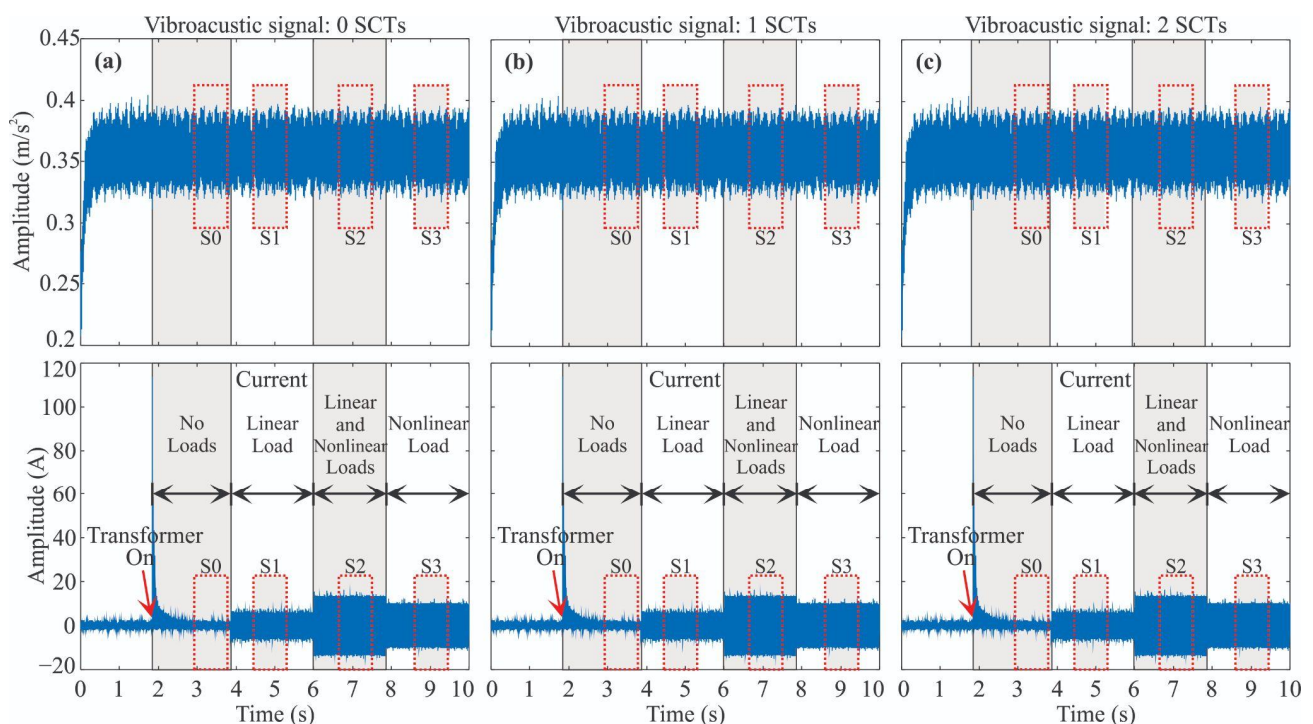 Vibroacustic signal: 0 SCTs
Vibroacustic signal: 1 SCTs
Vibroacustic signal: 2 SCTs
0.45
0.4
0.35
0.3
0.25
0.2
Amplitude (m/s²)
(a)
S0
S1
S2
S3
(b)
S0
S1
S2
S3
(c)
S0
S1
S2
S3
120
100
80
60
40
20
0
−20
Amplitude (A)
Current
No
Loads
Linear
Load
Linear
and
Nonlinear
Loads
Nonlinear
Load
Transformer
On
S0
S1
S2
S3
0 1 2 3 4 5 6 7 8 9 10
Time (s)
Current
No
Loads
Linear
Load
Linear
and
Nonlinear
Loads
Nonlinear
Load
Transformer
On
S0
S1
S2
S3
0 1 2 3 4 5 6 7 8 9 10
Time (s)
Current
No
Loads
Linear
Load
Linear
and
Nonlinear
Loads
Nonlinear
Load
Transformer
On
S0
S1
S2
S3
0 1 2 3 4 5 6 7 8 9 10
Time (s)